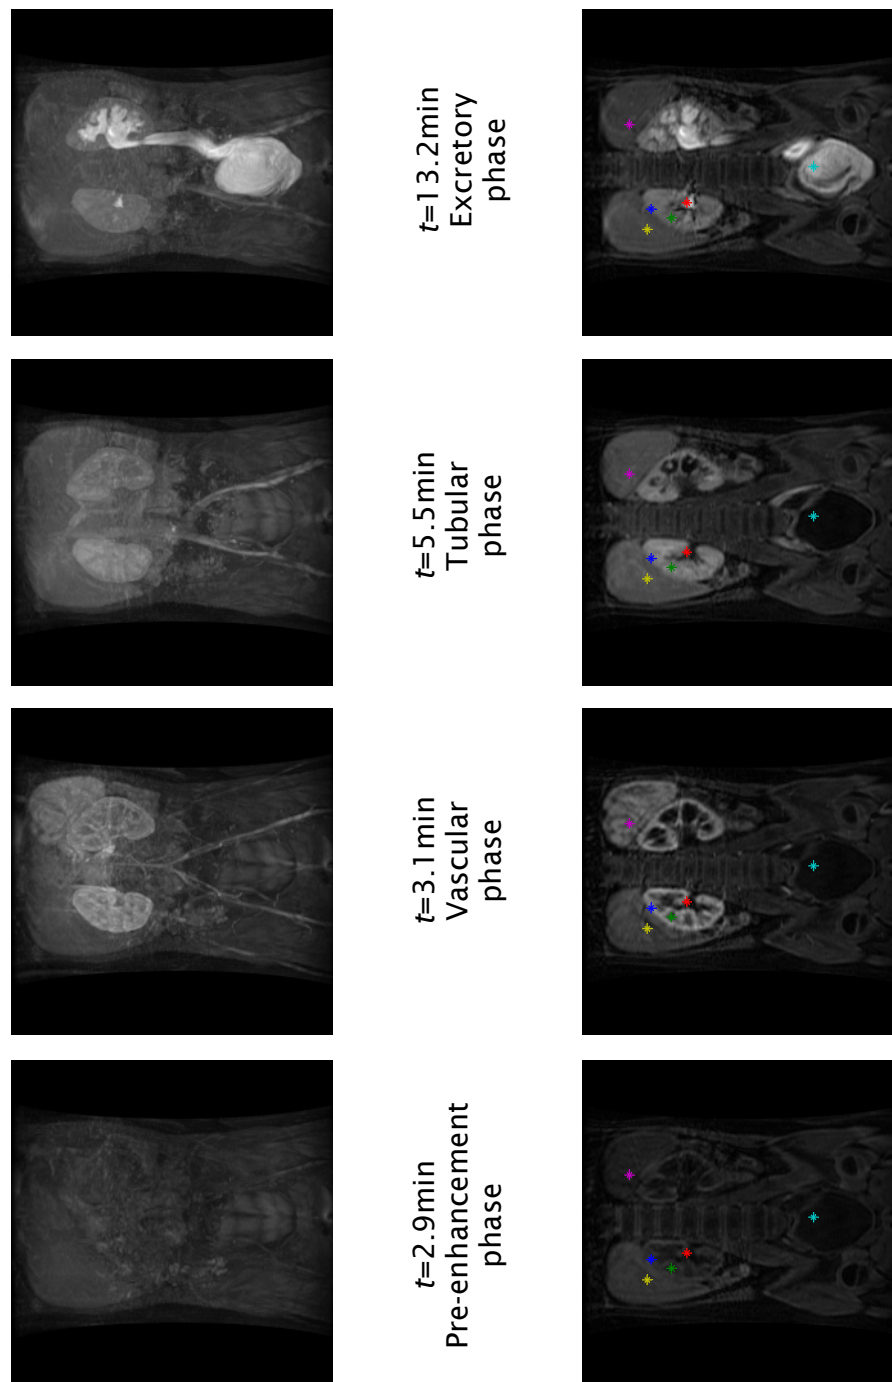 t=2.9min
Pre-enhancement
phase
t=3.1min
Vascular
phase
t=5.5min
Tubular
phase
t=13.2min
Excretory
phase